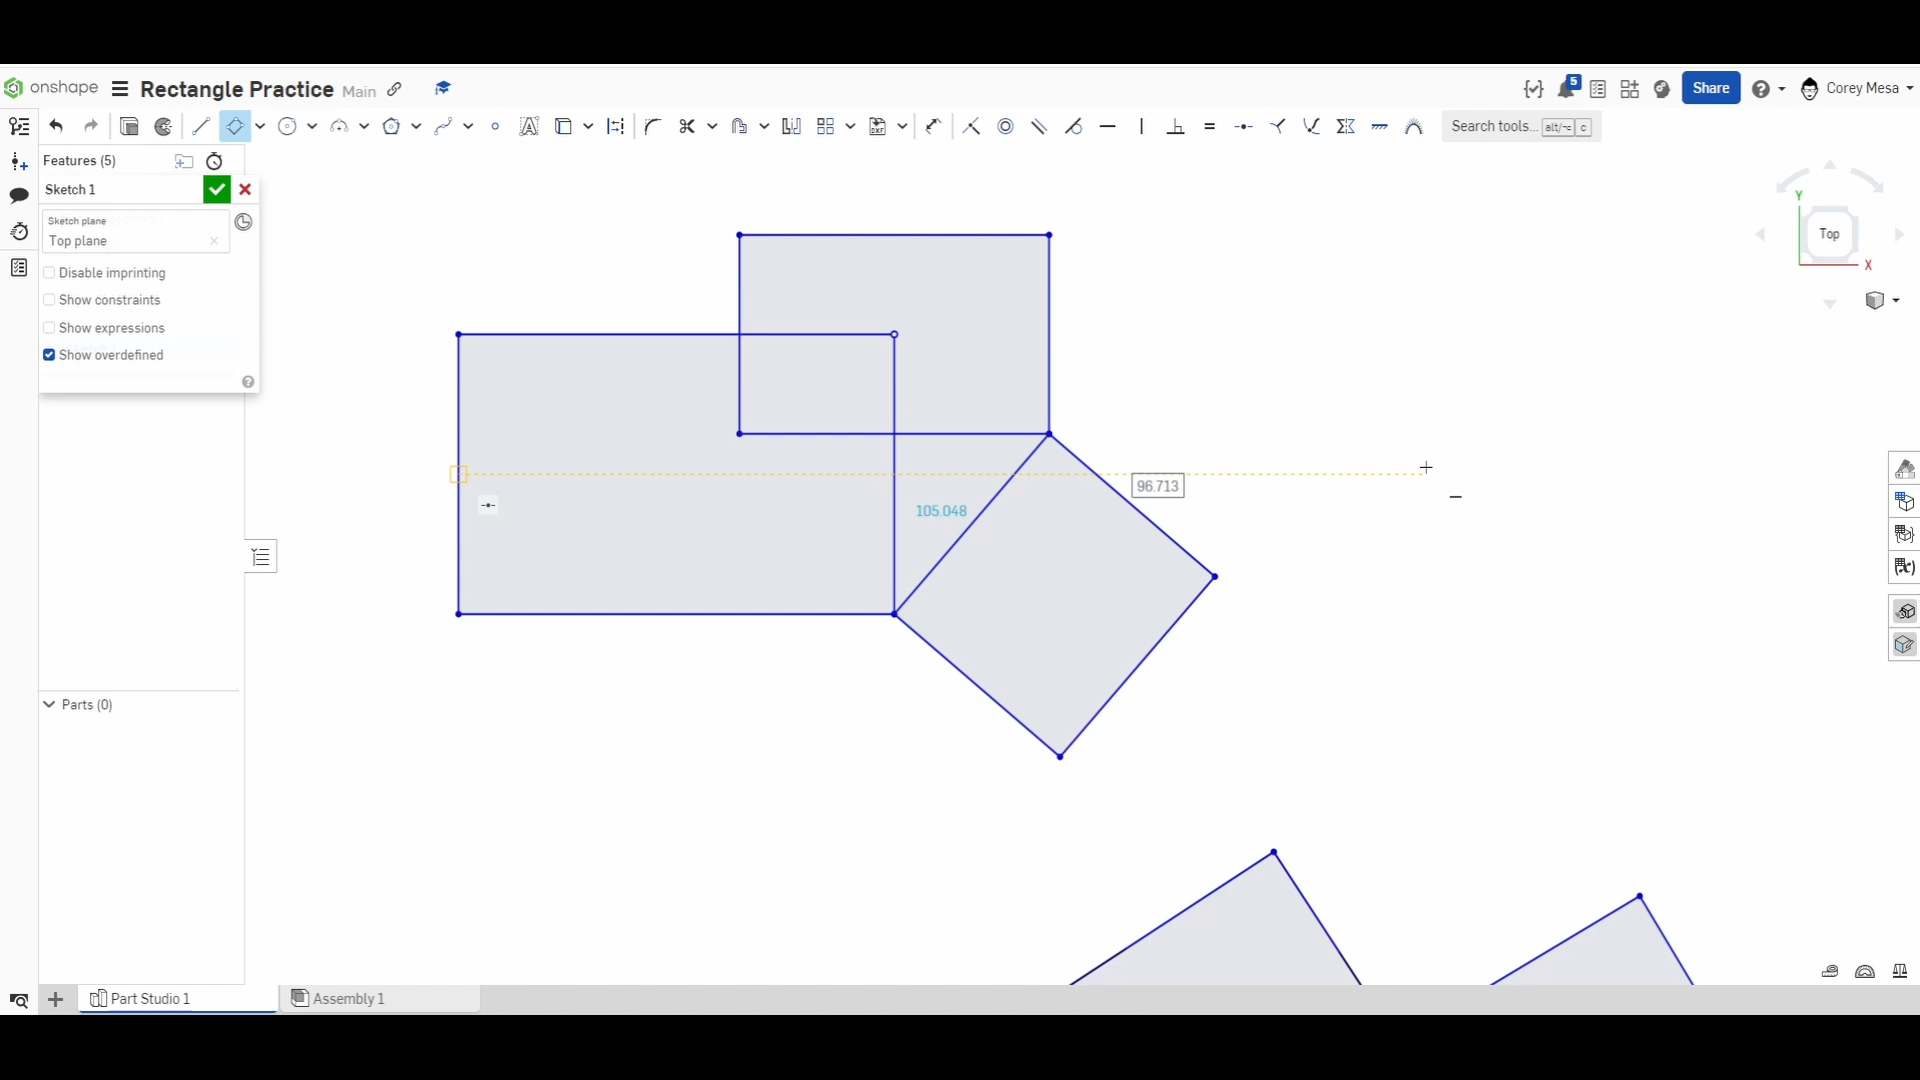 onshape
Rectangle Practice Main
5
Share
Corey Mesa
Search tools... alt/⌥ c
Features (5)
Sketch 1
Sketch plane
Top plane
Disable imprinting
Show constraints
Show expressions
Show overdefined
Y
Top
X
96.713
105.048
Parts (0)
Part Studio 1
Assembly 1